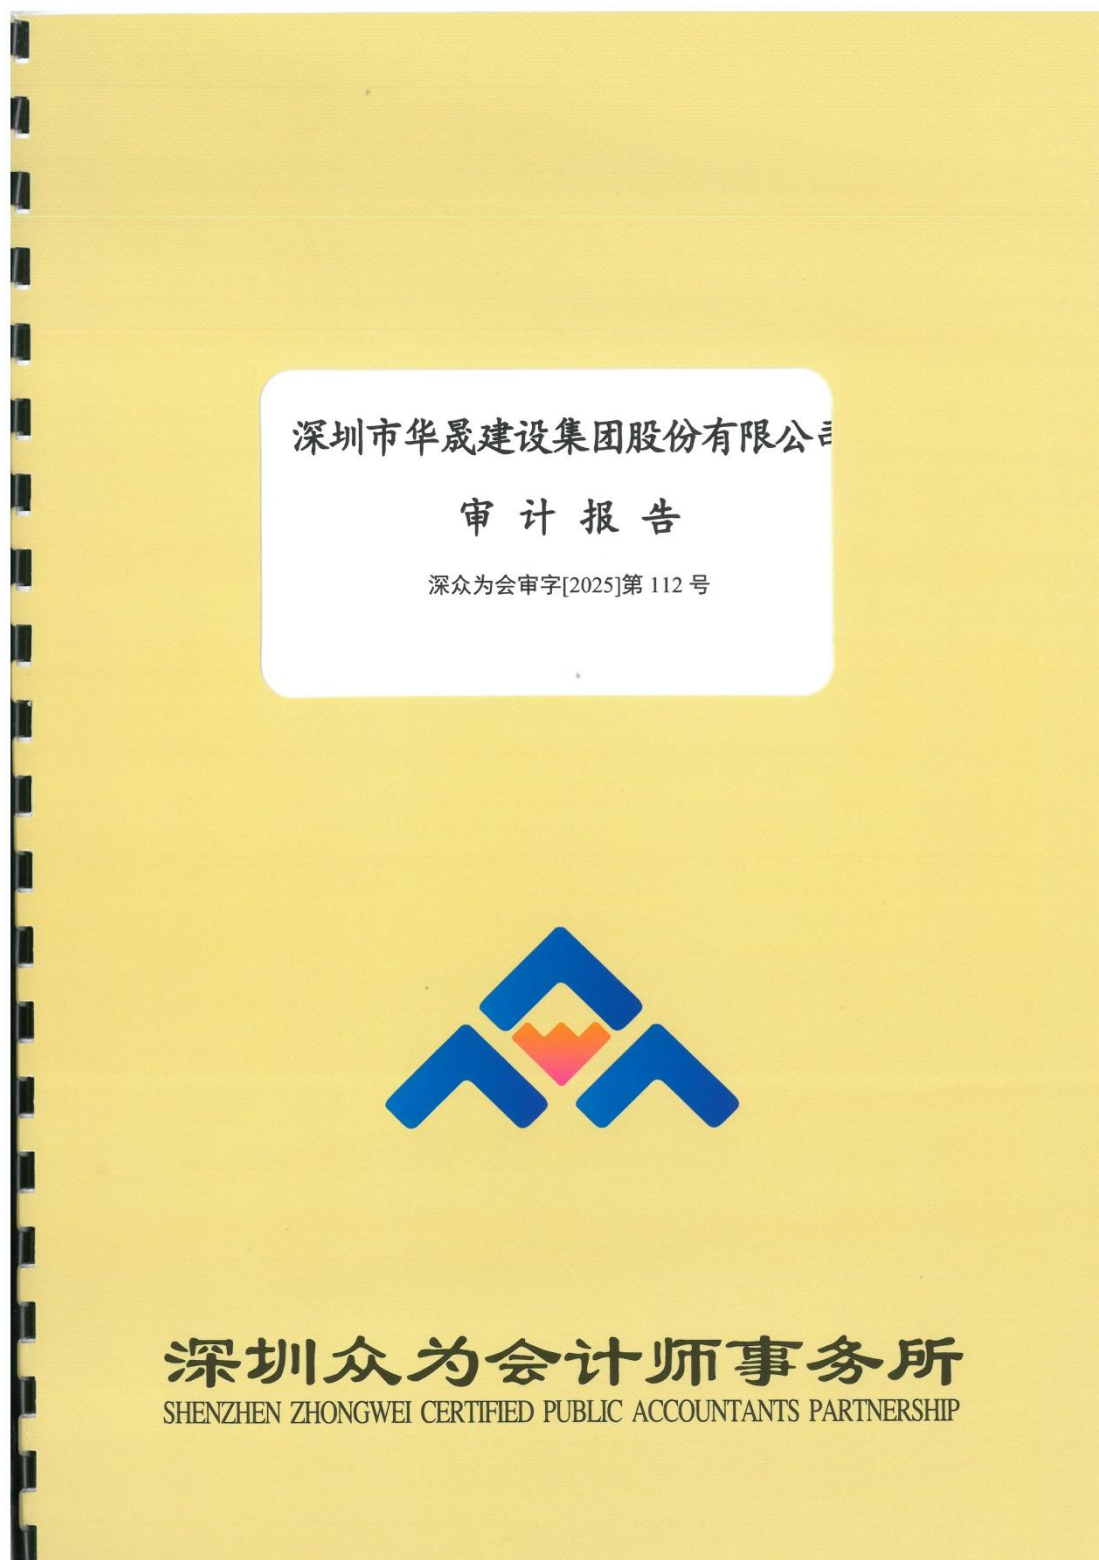 深圳市华晟建设集团股份有限公司
审计报告
深众为会审字[2025]第 112 号
深圳众为会计师事务所
SHENZHEN ZHONGWEI CERTIFIED PUBLIC ACCOUNTANTS PARTNERSHIP